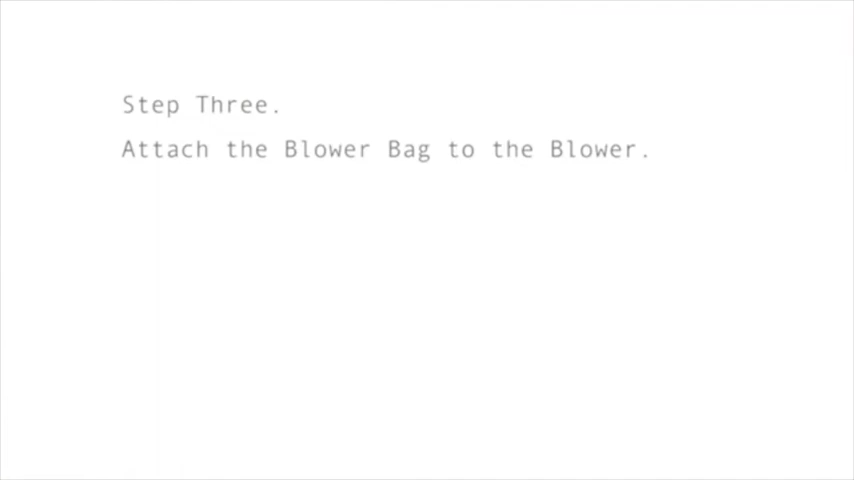 Step Three.
Attach the Blower Bag to the Blower.